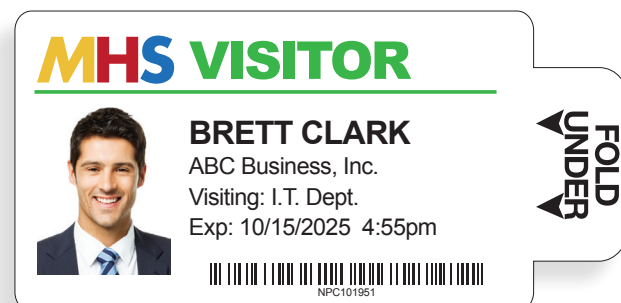 MHS VISITOR
BRETT CLARK
ABC Business, Inc.
Visiting: I.T. Dept.
Exp: 10/15/2025 4:55pm
NPC101951
FOLD
UNDER